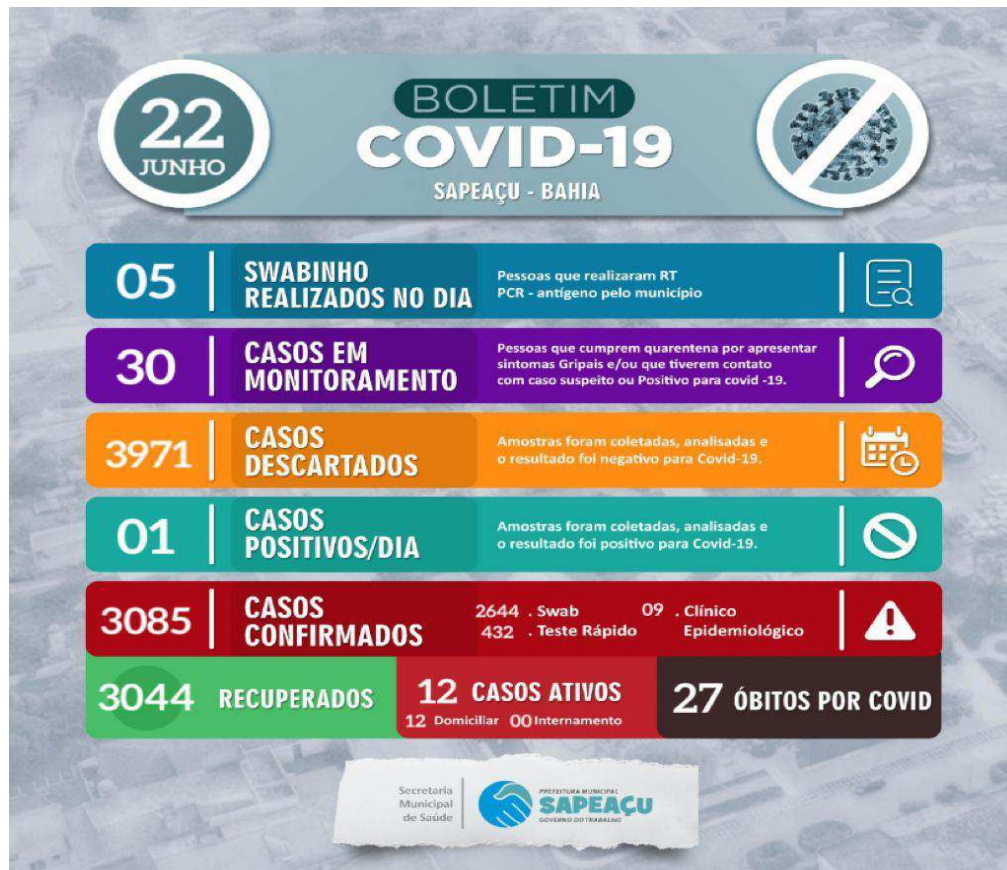 22
JUNHO
BOLETIM
COVID-19
SAPEAÇU - BAHIA
05
SWABINHO
REALIZADOS NO DIA
Pessoas que realizaram RT
PCR - antígeno pelo município
30
CASOS EM
MONITORAMENTO
Pessoas que cumprem quarentena por apresentar
sintomas Gripais e/ou que tiverem contato
com caso suspeito ou Positivo para covid -19.
3971
CASOS
DESCARTADOS
Amostras foram coletadas, analisadas e
o resultado foi negativo para Covid-19.
01
CASOS
POSITIVOS/DIA
Amostras foram coletadas, analisadas e
o resultado foi positivo para Covid-19.
3085
CASOS
CONFIRMADOS
2644 . Swab
432 . Teste Rápido
09 . Clínico
Epidemiológico
3044 RECUPERADOS
12 CASOS ATIVOS
12 Domiciliar 00 Internamento
27 ÓBITOS POR COVID
Secretaria
Municipal
de Saúde
PREFEITURA MUNICIPAL
SAPEAÇU
GOVERNO DO TRABALHO